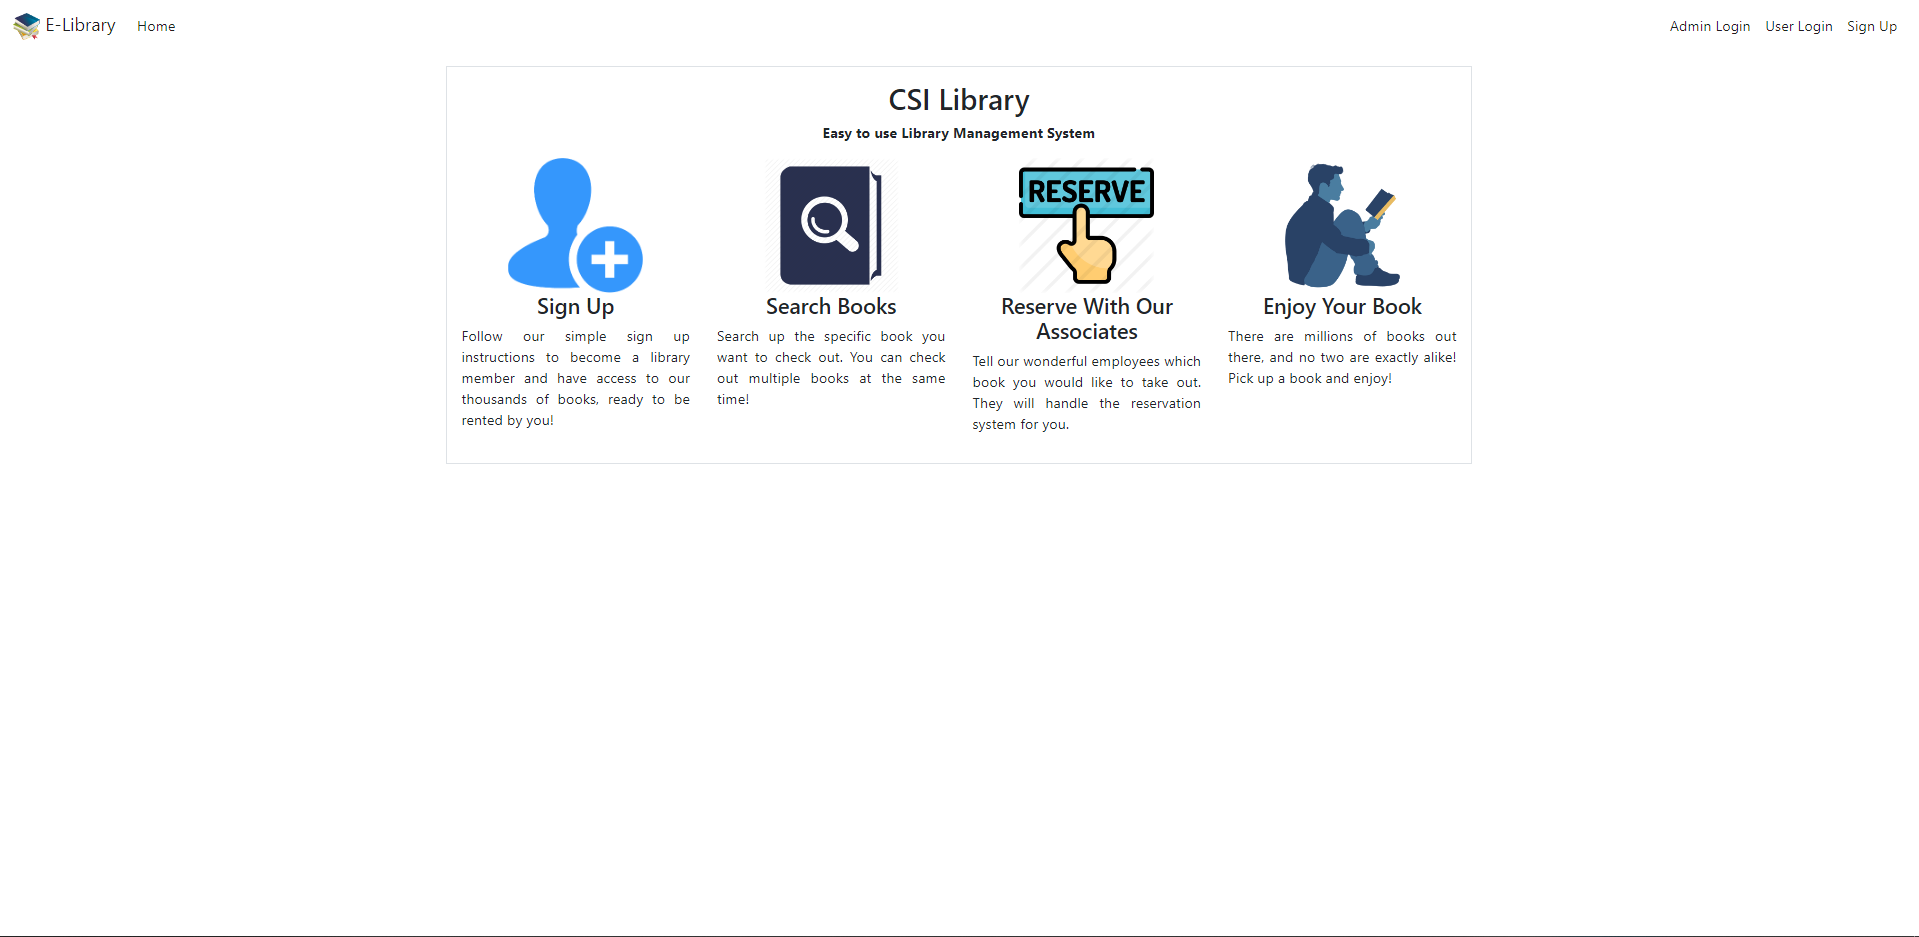 E-Library Home Admin Login User Login Sign Up
CSI Library
Easy to use Library Management System
RESERVE
Sign Up
Follow our simple sign up
instructions to become a library
member and have access to our
thousands of books, ready to be
rented by you!
Search Books
Search up the specific book you
want to check out. You can check
out multiple books at the same
time!
Reserve With Our
Associates
Tell our wonderful employees which
book you would like to take out.
They will handle the reservation
system for you.
Enjoy Your Book
There are millions of books out
there, and no two are exactly alike!
Pick up a book and enjoy!